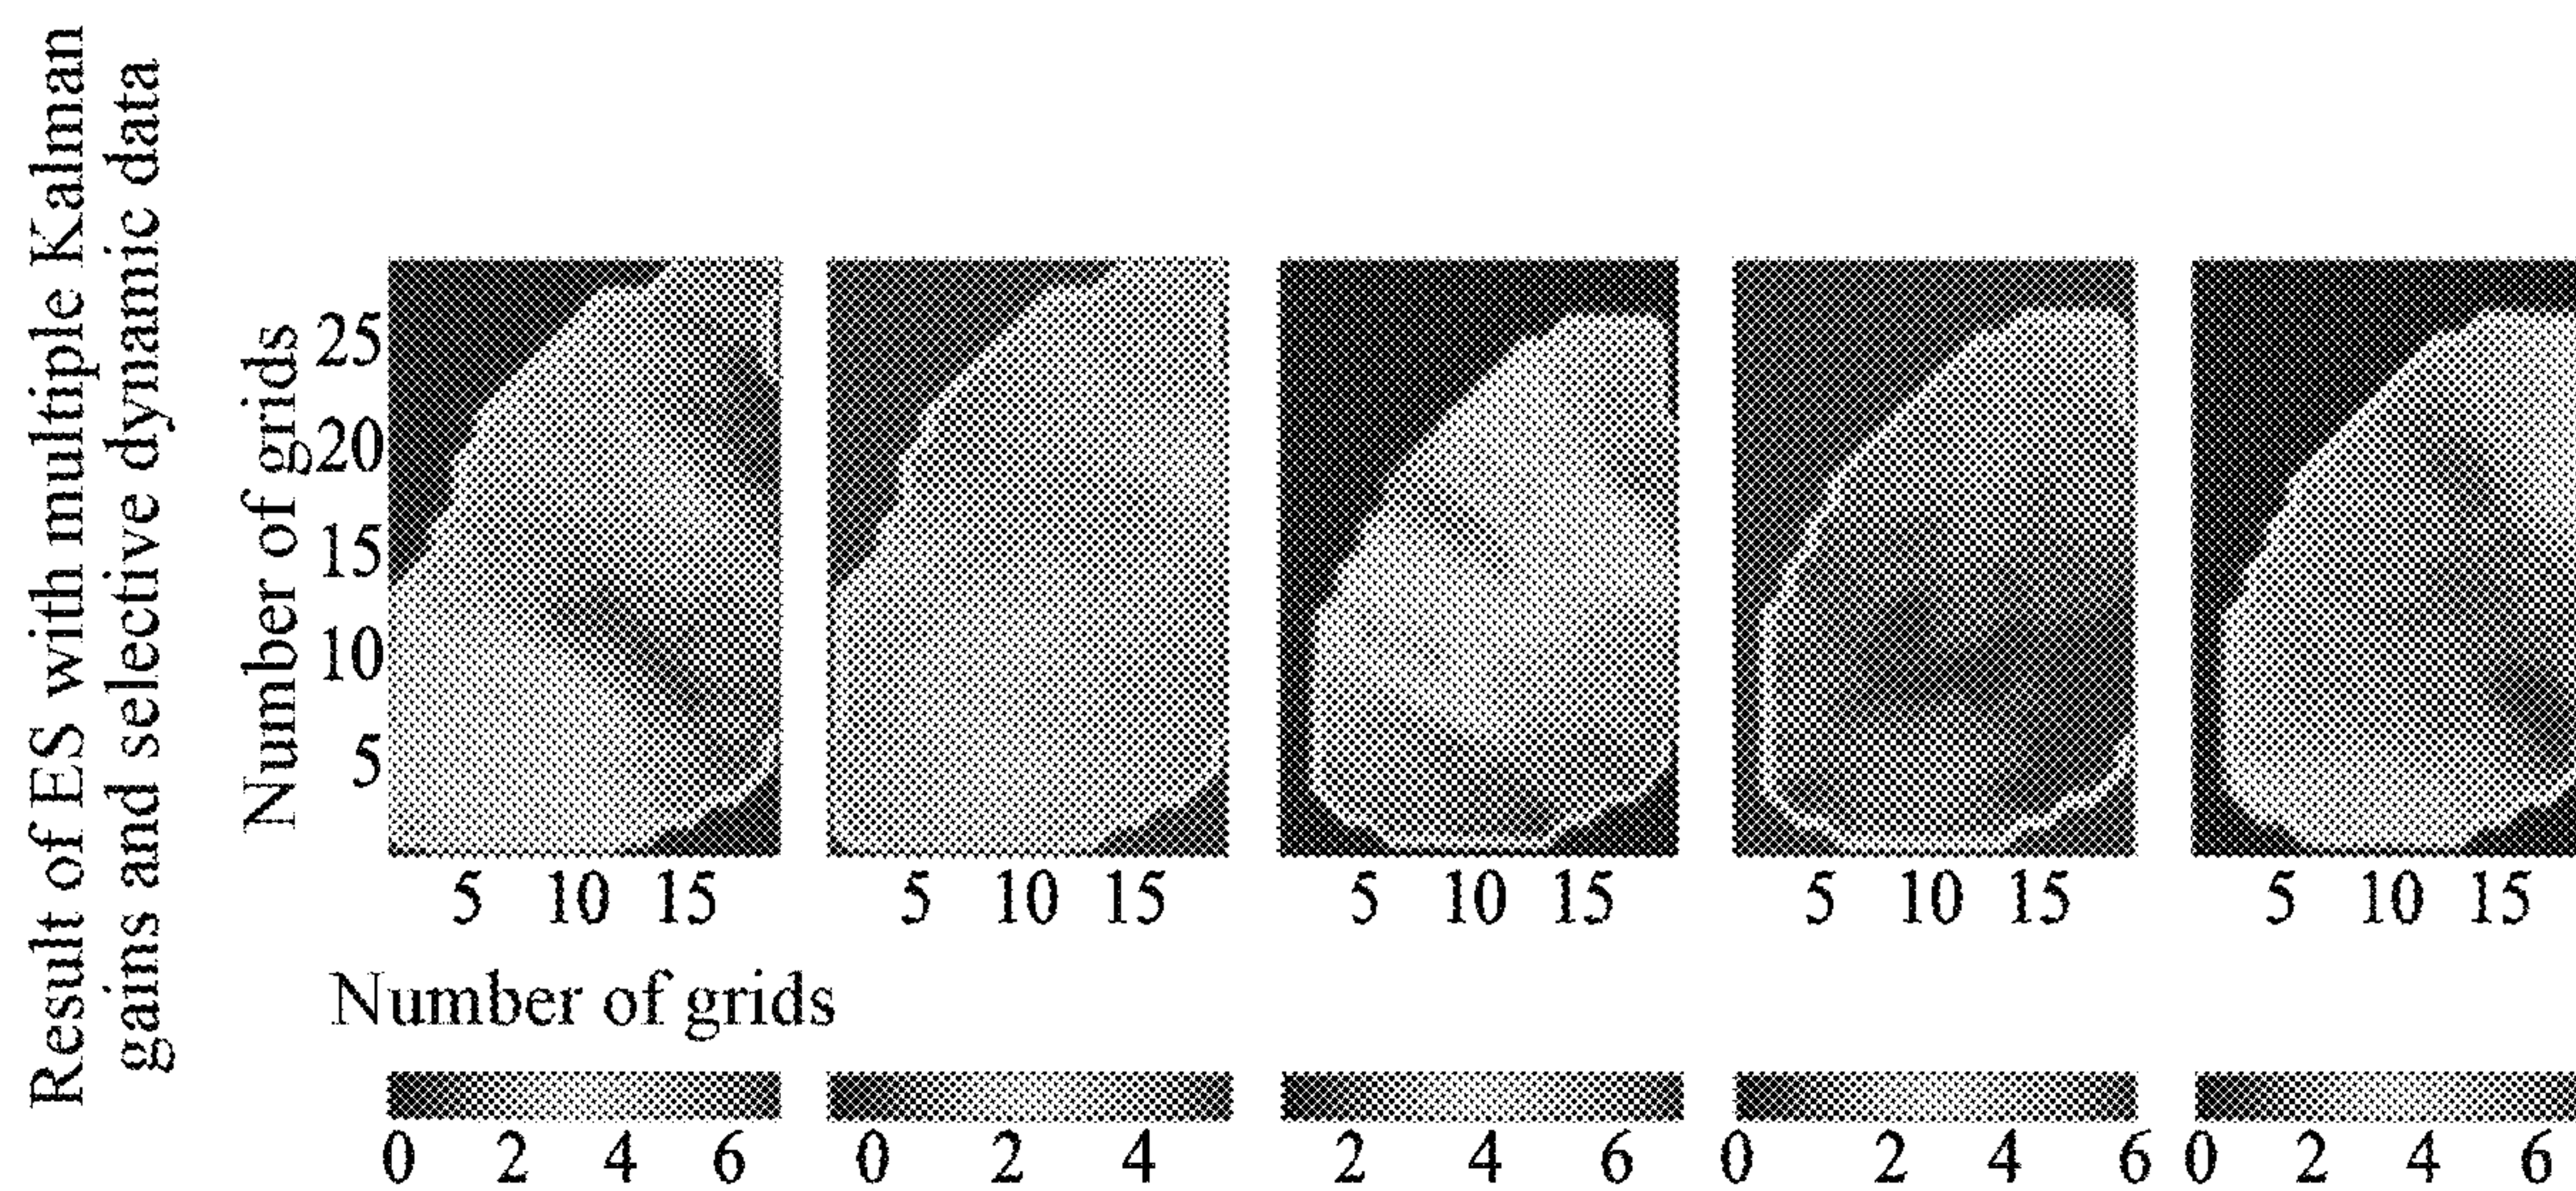 Result of ES with multiple Kalman
gains and selective dynamic data
Number of grids
25
20
15
10
5
5 10 15 5 10 15 5 10 15 5 10 15 5 10 15
Number of grids
0 2 4 6 0 2 4 2 4 6 0 2 4 6 0 2 4 6